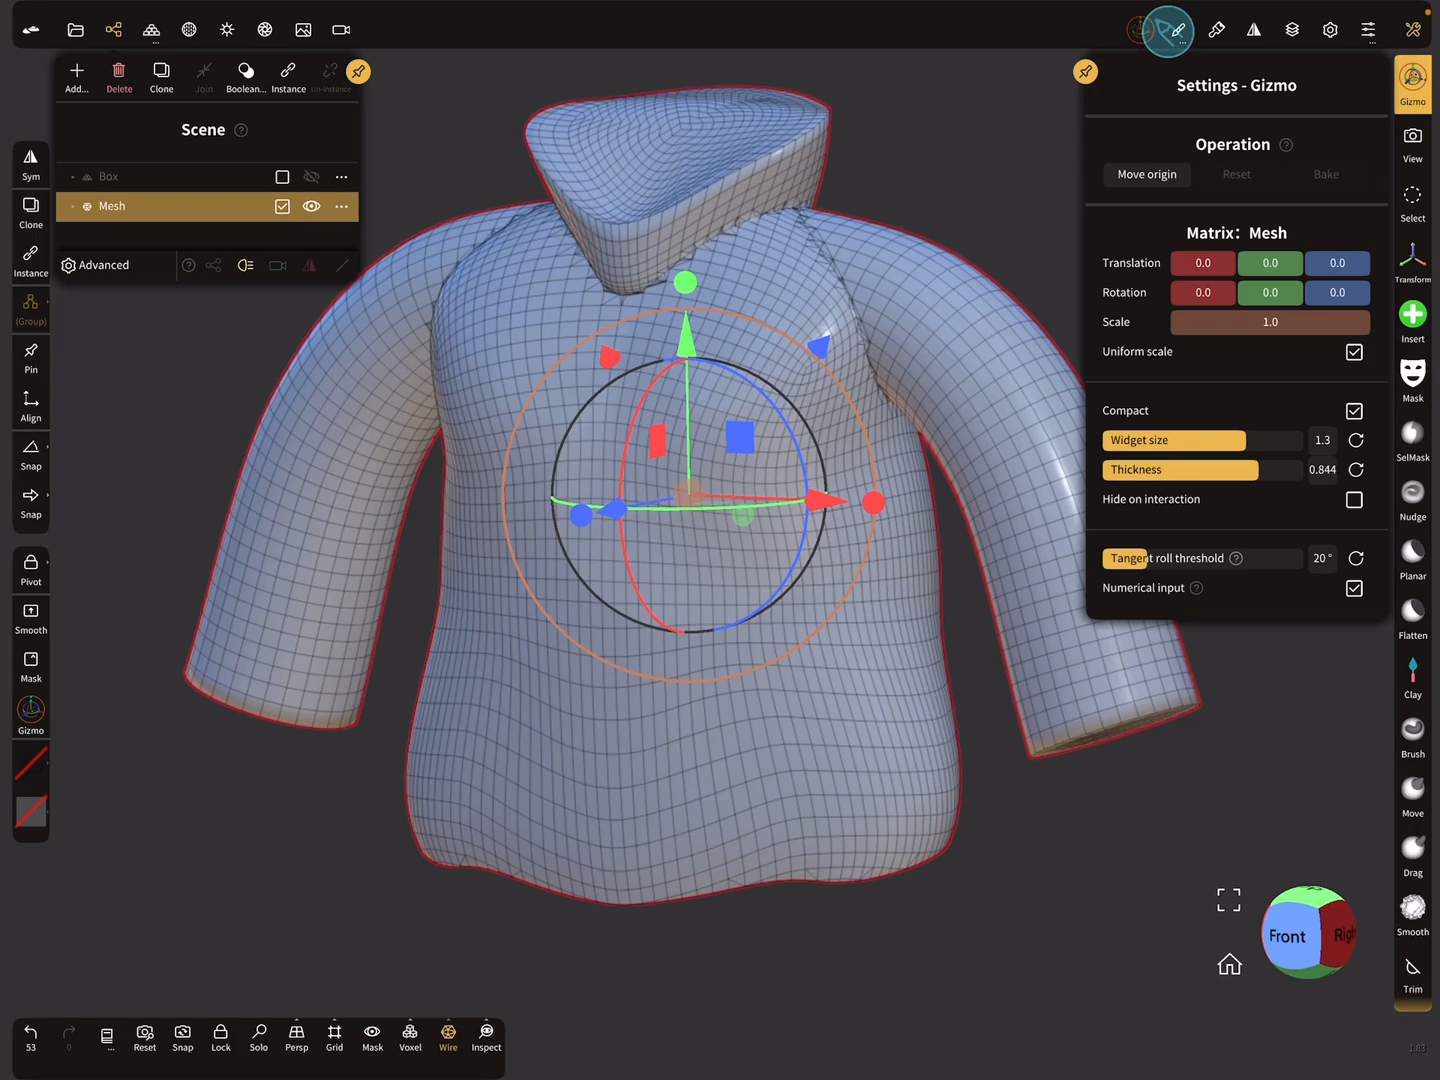 Add...
Delete
Clone
Join
Boolean...
Instance
Un-instance
Scene ?
Box ...
Mesh ...
Advanced ?
Sym
Clone
Instance
(Group)
Pin
Align
Snap
Snap
Pivot
Smooth
Mask
Gizmo
Settings - Gizmo
Operation ?
Move origin
Reset
Bake
Matrix: Mesh
Translation 0.0 0.0 0.0
Rotation 0.0 0.0 0.0
Scale 1.0
Uniform scale
Compact
Widget size 1.3
Thickness 0.844
Hide on interaction
Tangent roll threshold ? 20 °
Numerical input ?
Gizmo
View
Select
Transform
Insert
Mask
SelMask
Nudge
Planar
Flatten
Clay
Brush
Move
Drag
Smooth
Trim
Front
Righ
53
0
...
Reset
Snap
Lock
Solo
Persp
Grid
Mask
Voxel
Wire
Inspect
1.83